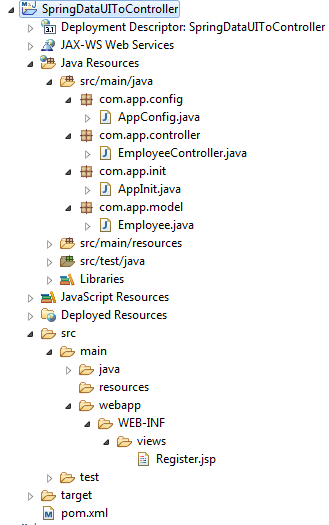 SpringDataUIToController
Deployment Descriptor: SpringDataUIToController
JAX-WS Web Services
Java Resources
src/main/java
com.app.config
AppConfig.java
com.app.controller
EmployeeController.java
com.app.init
AppInit.java
com.app.model
Employee.java
src/main/resources
src/test/java
Libraries
JavaScript Resources
Deployed Resources
src
main
java
resources
webapp
WEB-INF
views
Register.jsp
test
target
pom.xml